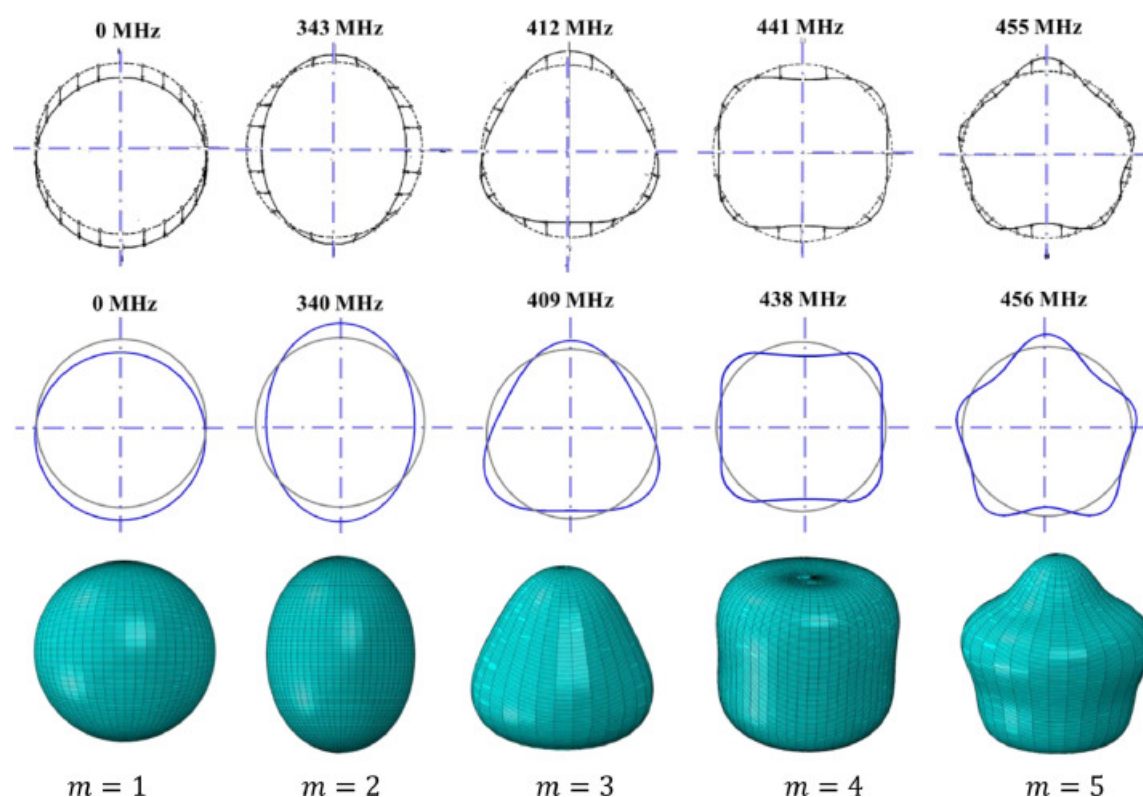 0 MHz 343 MHz 412 MHz 441 MHz 455 MHz
0 MHz 340 MHz 409 MHz 438 MHz 456 MHz
m = 1 m = 2 m = 3 m = 4 m = 5